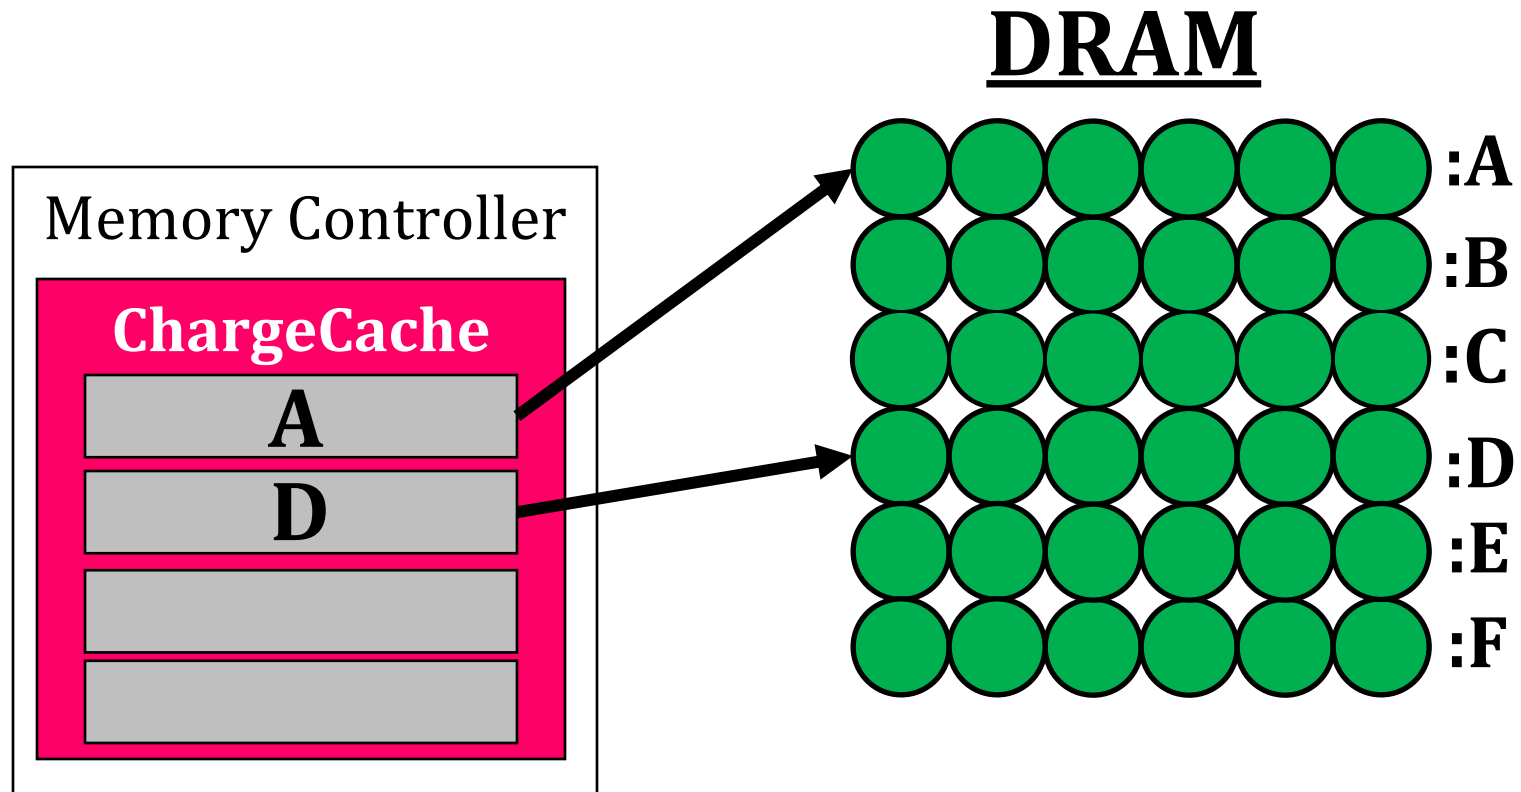 DRAM
Memory Controller
ChargeCache
A
D
:A
:B
:C
:D
:E
:F